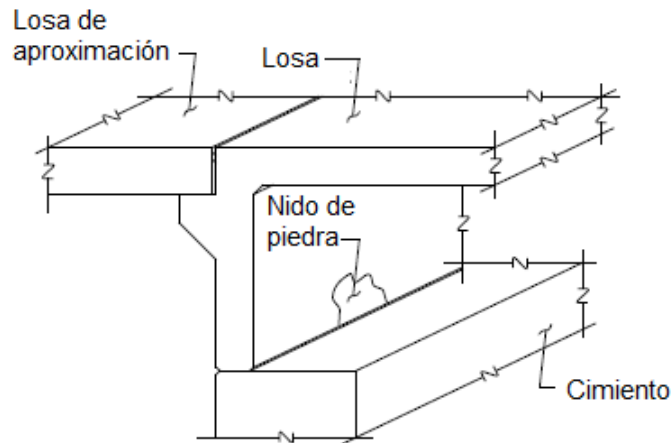 Losa de
aproximación
Losa
Nido de
piedra
Cimiento